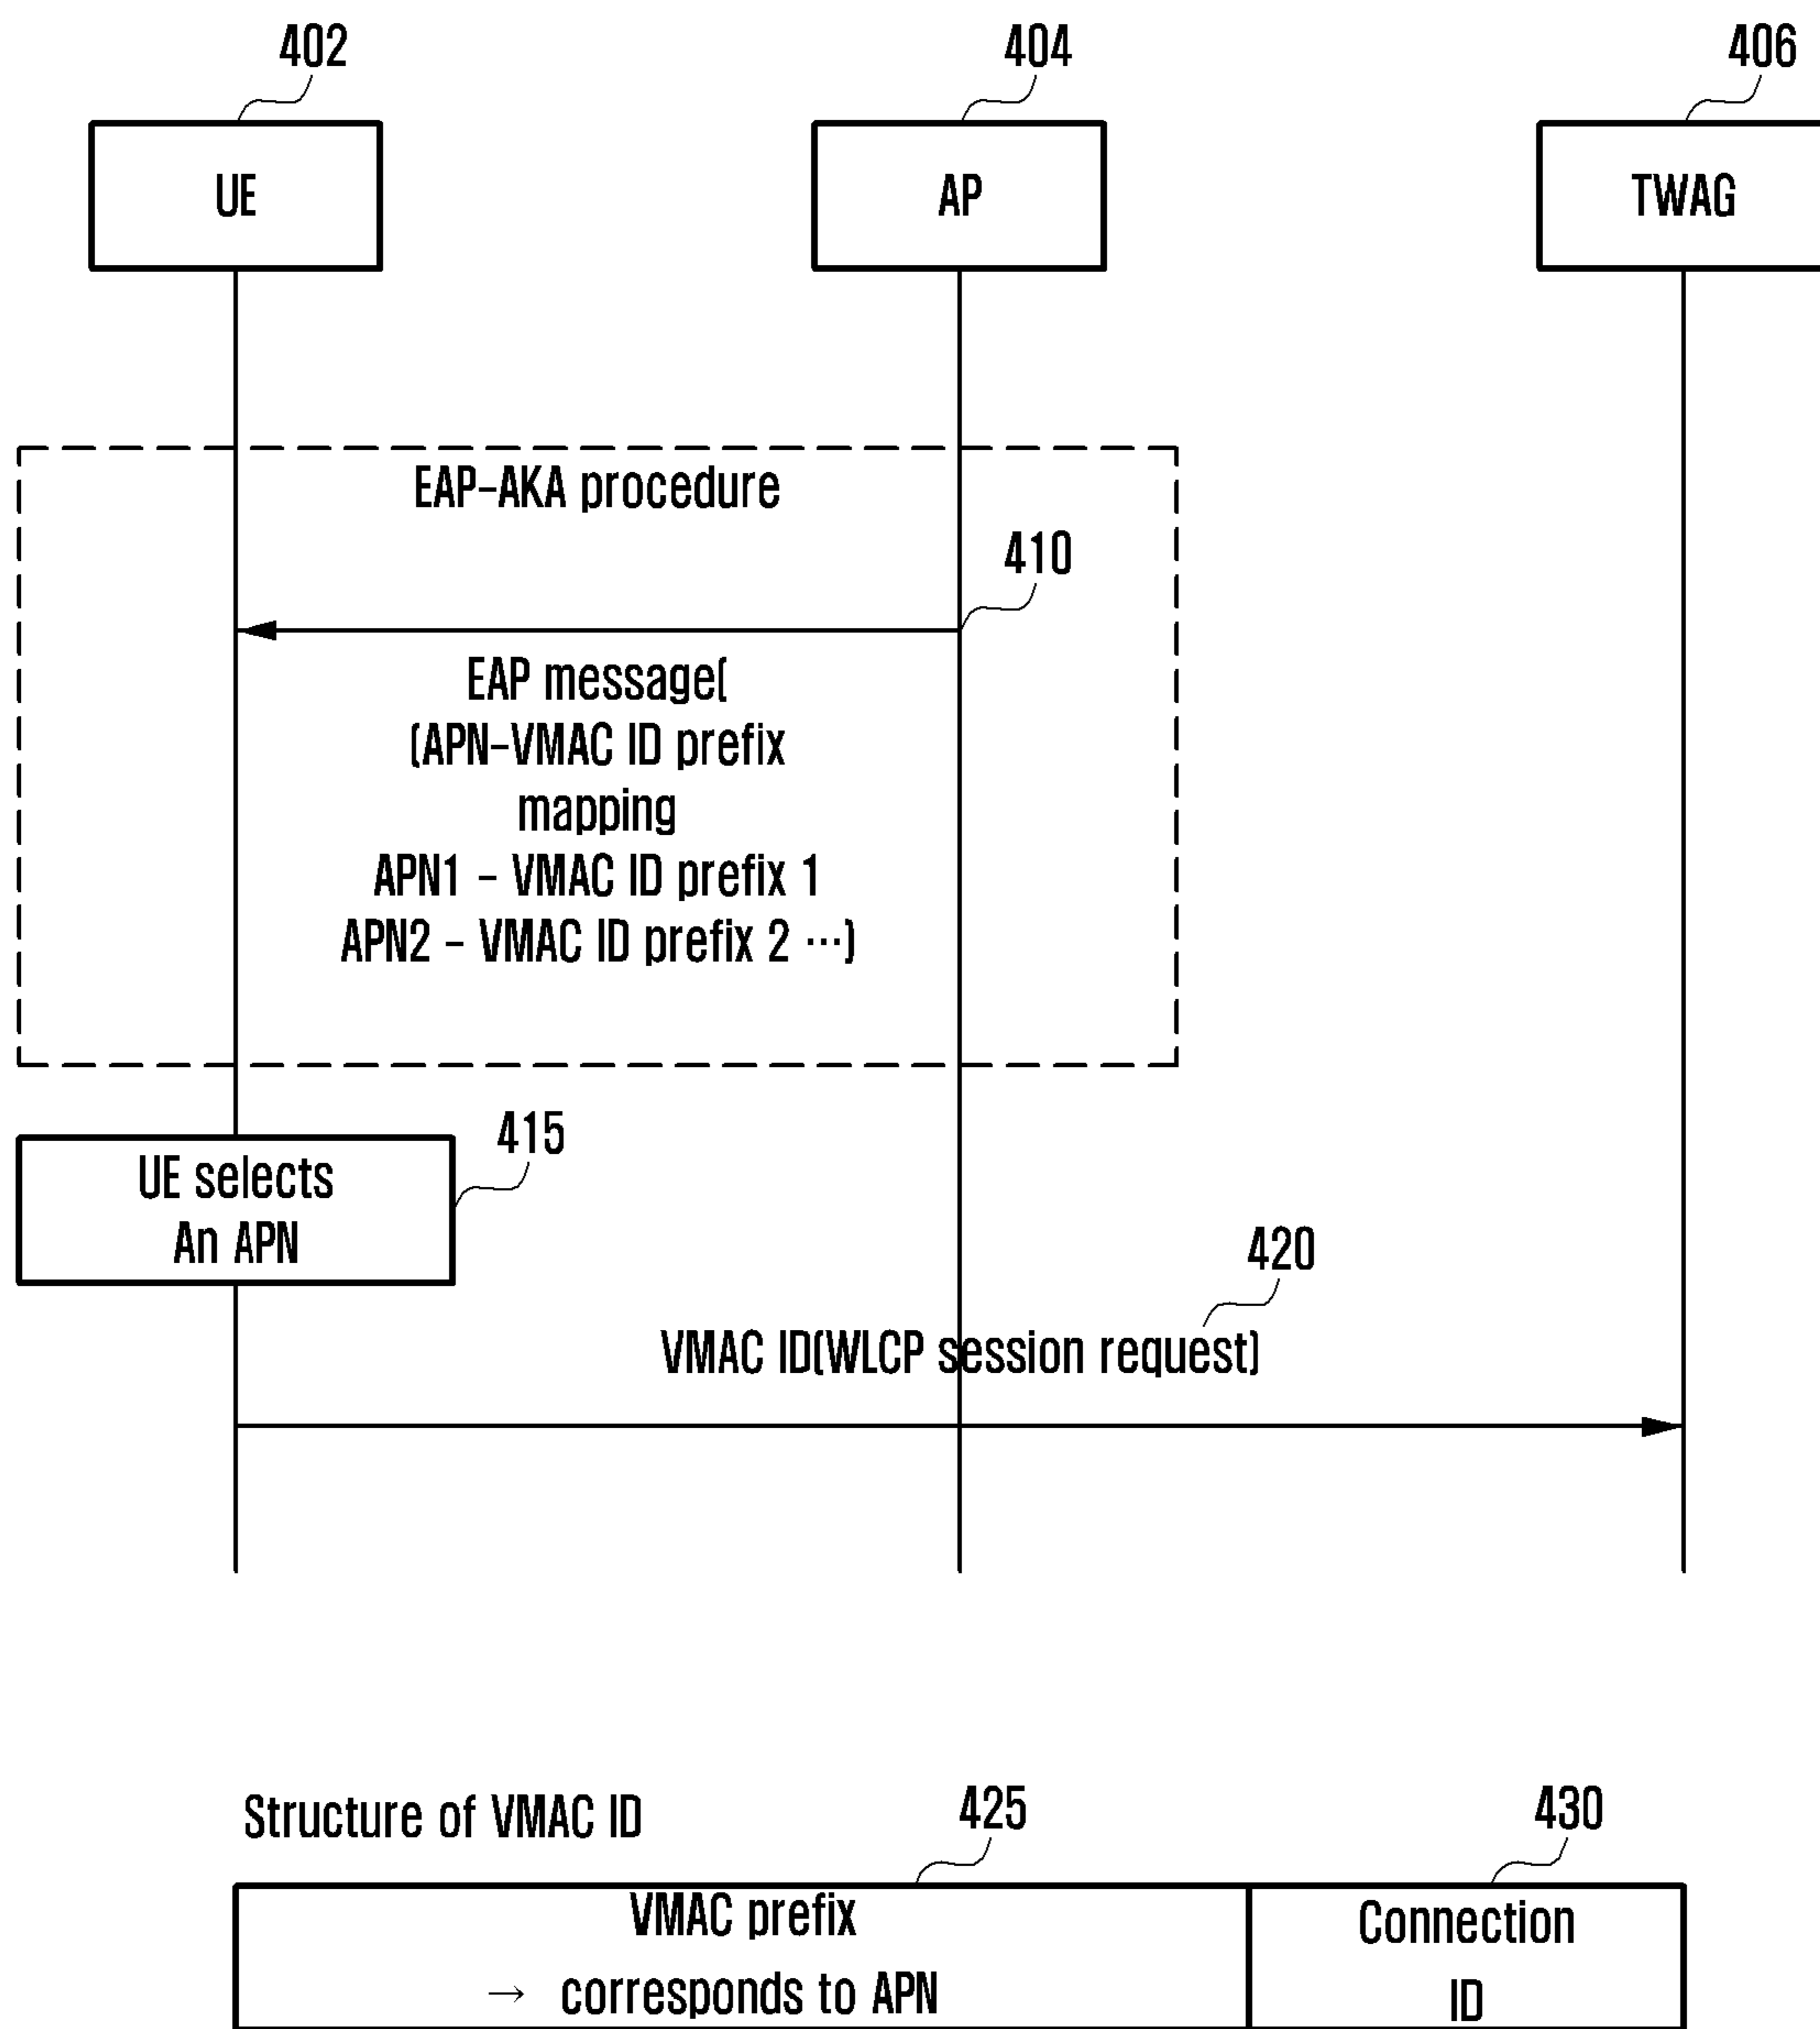 402
404
406
UE
AP
TWAG
EAP-AKA procedure
410
EAP message(
(APN-VMAC ID prefix
mapping
APN1 - VMAC ID prefix 1
APN2 - VMAC ID prefix 2 ···)
415
UE selects
An APN
420
VMAC ID(WLCP session request)
Structure of VMAC ID
425
430
VMAC prefix
→ corresponds to APN
Connection
ID